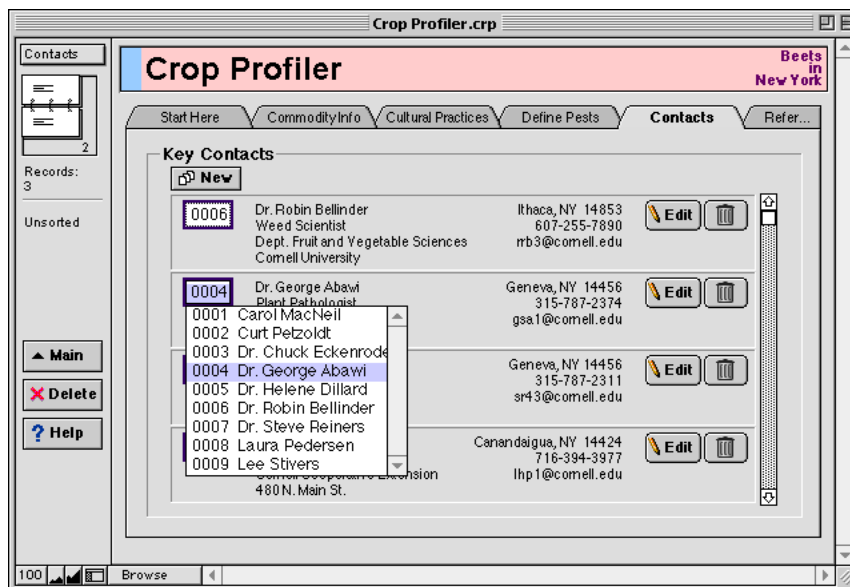 Crop Profiler.crp
Contacts
2
Records:
3
Unsorted
Main
Delete
Help
Crop Profiler
Beets
in
New York
Start Here
Commodity Info
Cultural Practices
Define Pests
Contacts
Refer...
Key Contacts
New
0006
Dr. Robin Bellinder
Weed Scientist
Dept. Fruit and Vegetable Sciences
Cornell University
Ithaca, NY 14853
607-255-7890
rrb3@cornell.edu
Edit
0004
Dr. George Abawi
Plant Pathologist
Geneva, NY 14456
315-787-2374
gsa1@cornell.edu
Edit
0001 Carol MacNeil
0002 Curt Petzoldt
0003 Dr. Chuck Eckenrode
0004 Dr. George Abawi
0005 Dr. Helene Dillard
0006 Dr. Robin Bellinder
0007 Dr. Steve Reiners
0008 Laura Pedersen
0009 Lee Stivers
Geneva, NY 14456
315-787-2311
sr43@cornell.edu
Edit
Canandaigua, NY 14424
716-394-3977
lhp1@cornell.edu
Edit
Cornell Cooperative Extension
480 N. Main St.
100
Browse